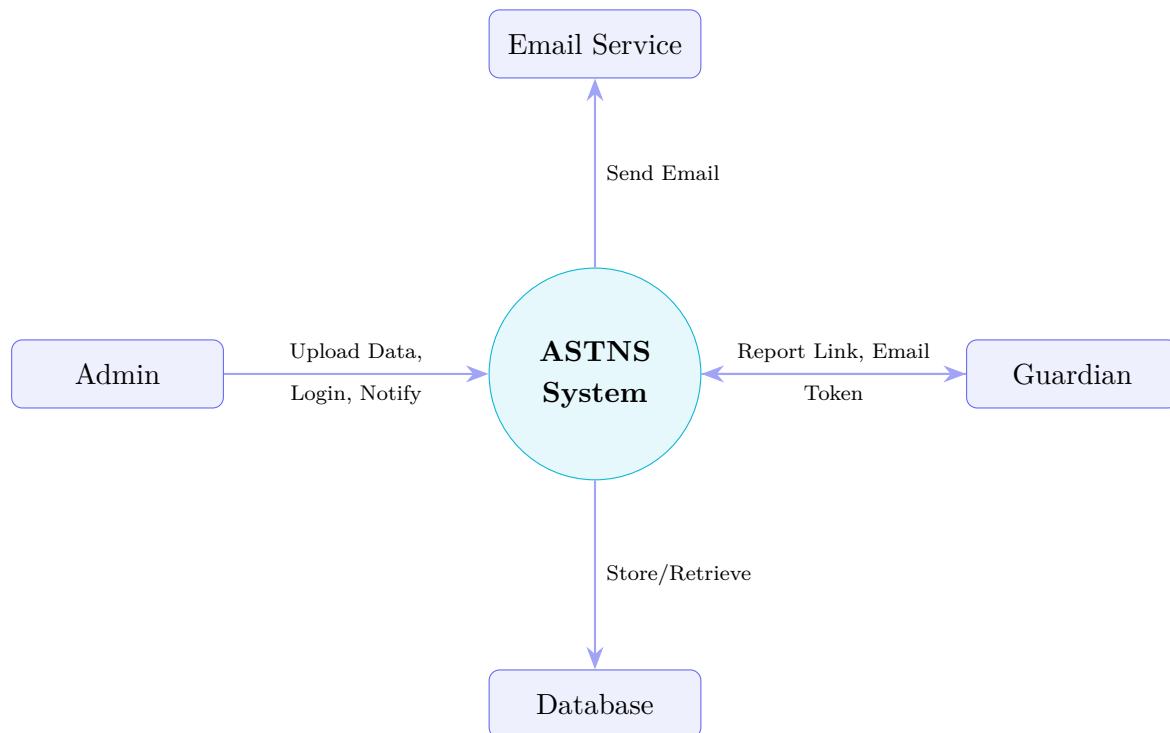 Email Service
Send Email
Admin
Upload Data,
Login, Notify
ASTNS
System
Report Link, Email
Token
Guardian
Store/Retrieve
Database